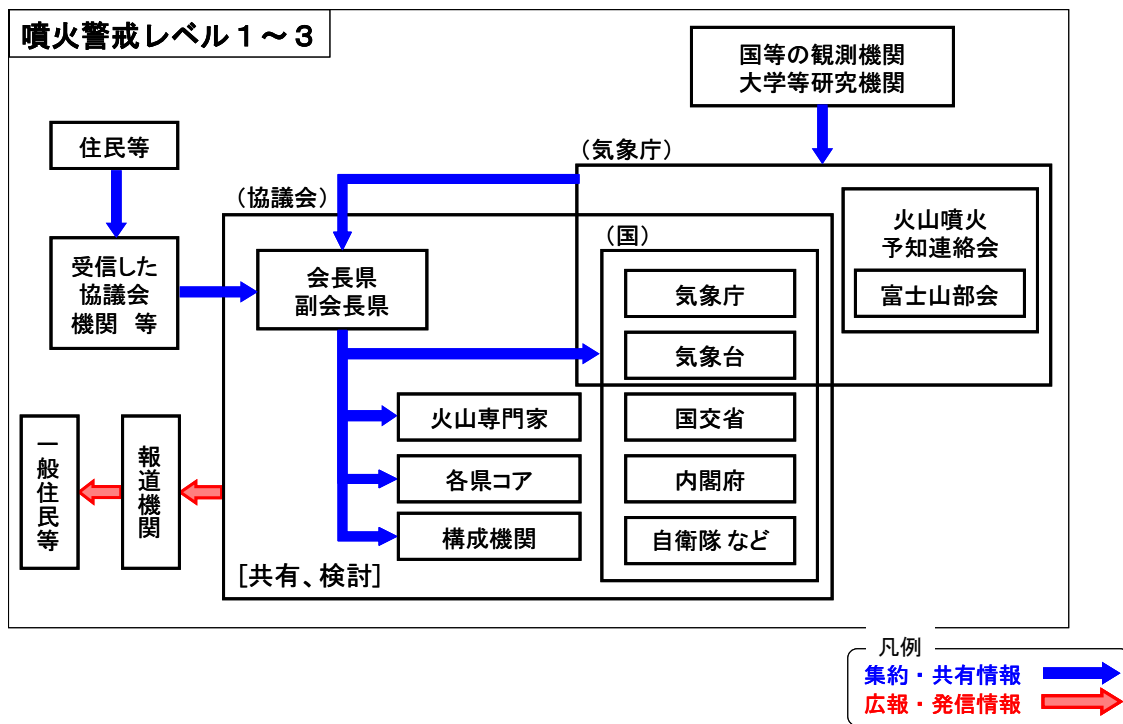 噴火警戒レベル1~3
国等の観測機関
大学等研究機関
住民等
(気象庁)
(協議会)
火山噴火
予知連絡会
富士山部会
(国)
受信した
協議会
機関 等
会長県
副会長県
気象庁
気象台
火山専門家
国交省
各県コア
内閣府
構成機関
自衛隊 など
一般住民等
報道機関
[共有、検討]
凡例
集約・共有情報
広報・発信情報